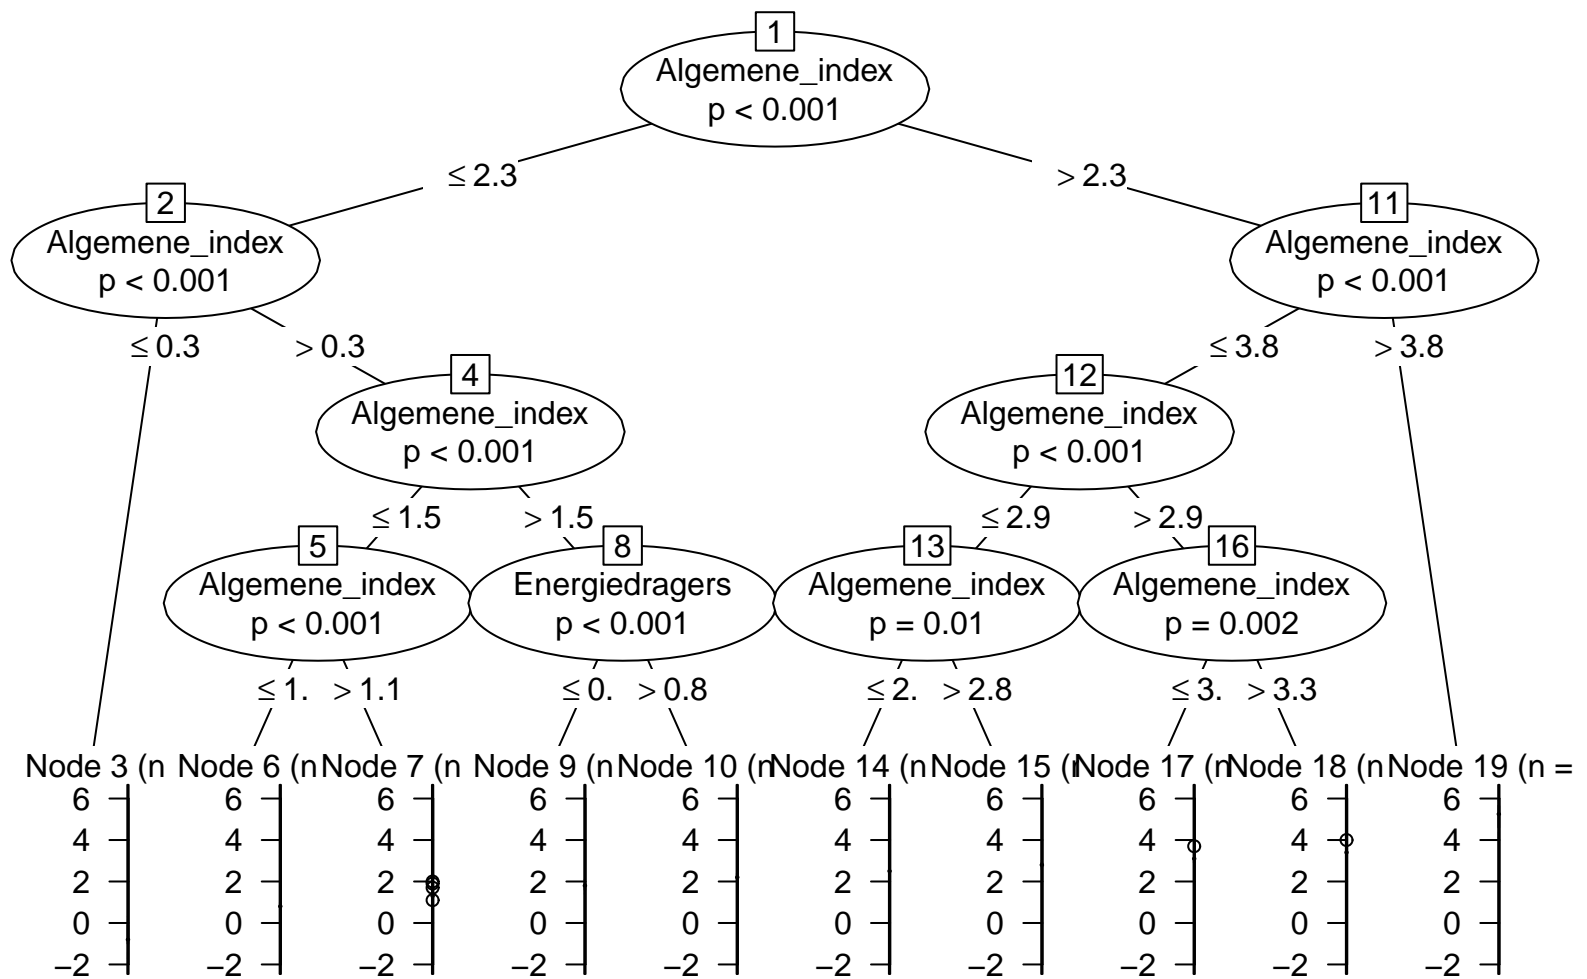 1
Algemene_index
p < 0.001
≤ 2.3
> 2.3
2
Algemene_index
p < 0.001
11
Algemene_index
p < 0.001
≤ 0.3
> 0.3
≤ 3.8
> 3.8
4
Algemene_index
p < 0.001
12
Algemene_index
p < 0.001
≤ 1.5
> 1.5
≤ 2.9
> 2.9
5
Algemene_index
p < 0.001
8
Energiedragers
p < 0.001
13
Algemene_index
p = 0.01
16
Algemene_index
p = 0.002
≤ 1.
> 1.1
≤ 0.
> 0.8
≤ 2.
> 2.8
≤ 3.
> 3.3
Node 3 (n
Node 6 (n
Node 7 (n
Node 9 (n
Node 10 (n
Node 14 (n
Node 15 (
Node 17 (n
Node 18 (n
Node 19 (n =
6 6 6 6 6 6 6 6 6 6
4 4 4 4 4 4 4 4 4 4
2 2 2 2 2 2 2 2 2 2
0 0 0 0 0 0 0 0 0 0
−2 −2 −2 −2 −2 −2 −2 −2 −2 −2